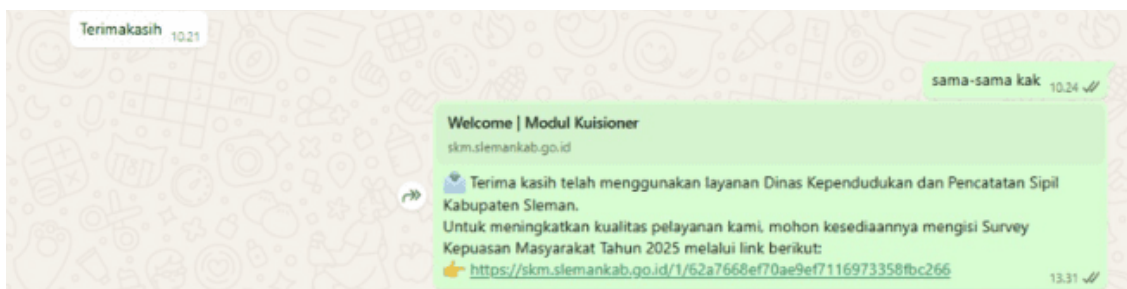 Terimakasih 10.21
sama-sama kak 10.24
Welcome | Modul Kuisioner
skm.slemankab.go.id
Terima kasih telah menggunakan layanan Dinas Kependudukan dan Pencatatan Sipil
Kabupaten Sleman.
Untuk meningkatkan kualitas pelayanan kami, mohon kesediaannya mengisi Survey
Kepuasan Masyarakat Tahun 2025 melalui link berikut:
https://skm.slemankab.go.id/1/62a7668ef70ae9ef7116973358fbc266
13.31